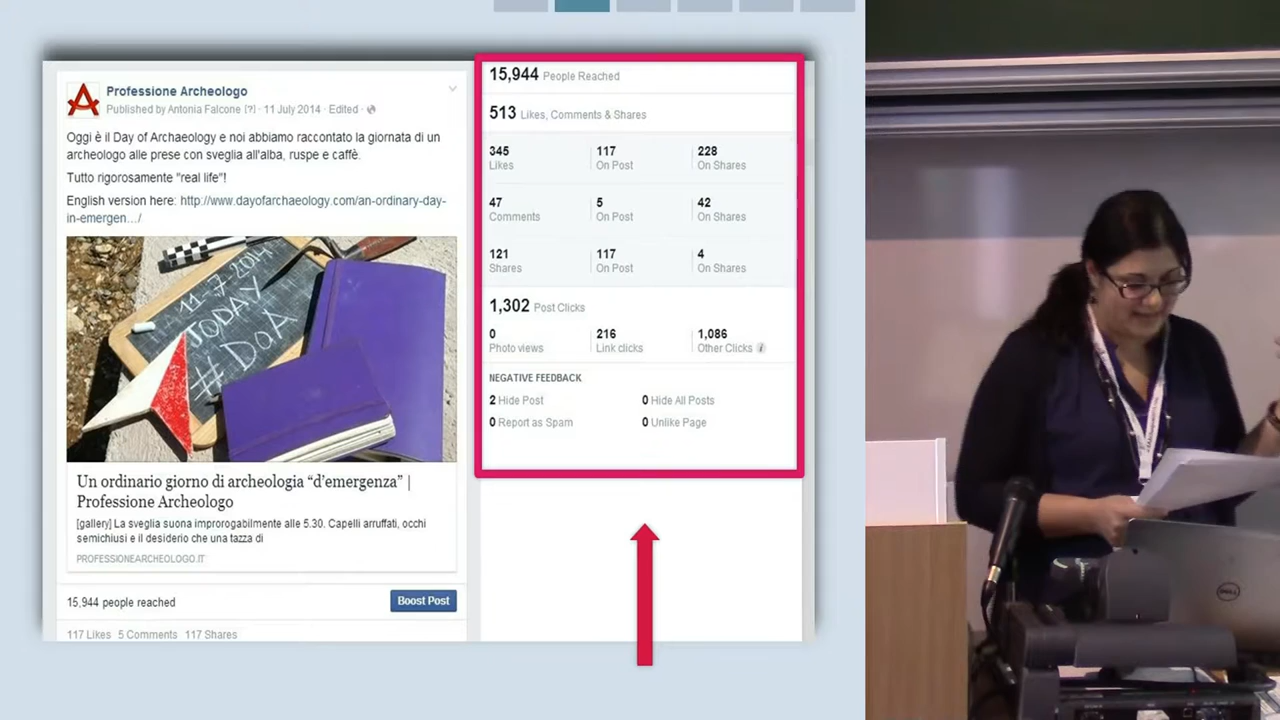 Professione Archeologo
Published by Antonia Falcone [?] · 11 July 2014 · Edited ·
Oggi è il Day of Archaeology e noi abbiamo raccontato la giornata di un
archeologo alle prese con sveglia all'alba, ruspe e caffè.
Tutto rigorosamente "real life"!
English version here: http://www.dayofarchaeology.com/an-ordinary-day-
in-emergen…/
11-7-2014
TODAY
#DoA
Un ordinario giorno di archeologia “d’emergenza” |
Professione Archeologo
[gallery] La sveglia suona improrogabilmente alle 5.30. Capelli arruffati, occhi
semichiusi e il desiderio che una tazza di
PROFESSIONEARCHEOLOGO.IT
15,944 people reached
Boost Post
117 Likes 5 Comments 117 Shares
15,944 People Reached
513 Likes, Comments & Shares
345 117 228
Likes On Post On Shares
47 5 42
Comments On Post On Shares
121 117 4
Shares On Post On Shares
1,302 Post Clicks
0 216 1,086
Photo views Link clicks Other Clicks i
NEGATIVE FEEDBACK
2 Hide Post 0 Hide All Posts
0 Report as Spam 0 Unlike Page
DELL